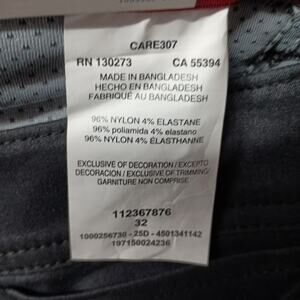 CARE307
RN 130273 CA 55394
MADE IN BANGLADESH
HECHO EN BANGLADESH
FABRIQUÉ AU BANGLADESH
96% NYLON 4% ELASTANE
96% poliamida 4% elastano
96% NYLON 4% ELASTHANNE
EXCLUSIVE OF DECORATION / EXCEPTO
DECORACION / EXCLUSIVE OF TRIMMING/
GARNITURE NON COMPRISE
112367876
32
1000256730 - 25D - 4501341142
197150024236